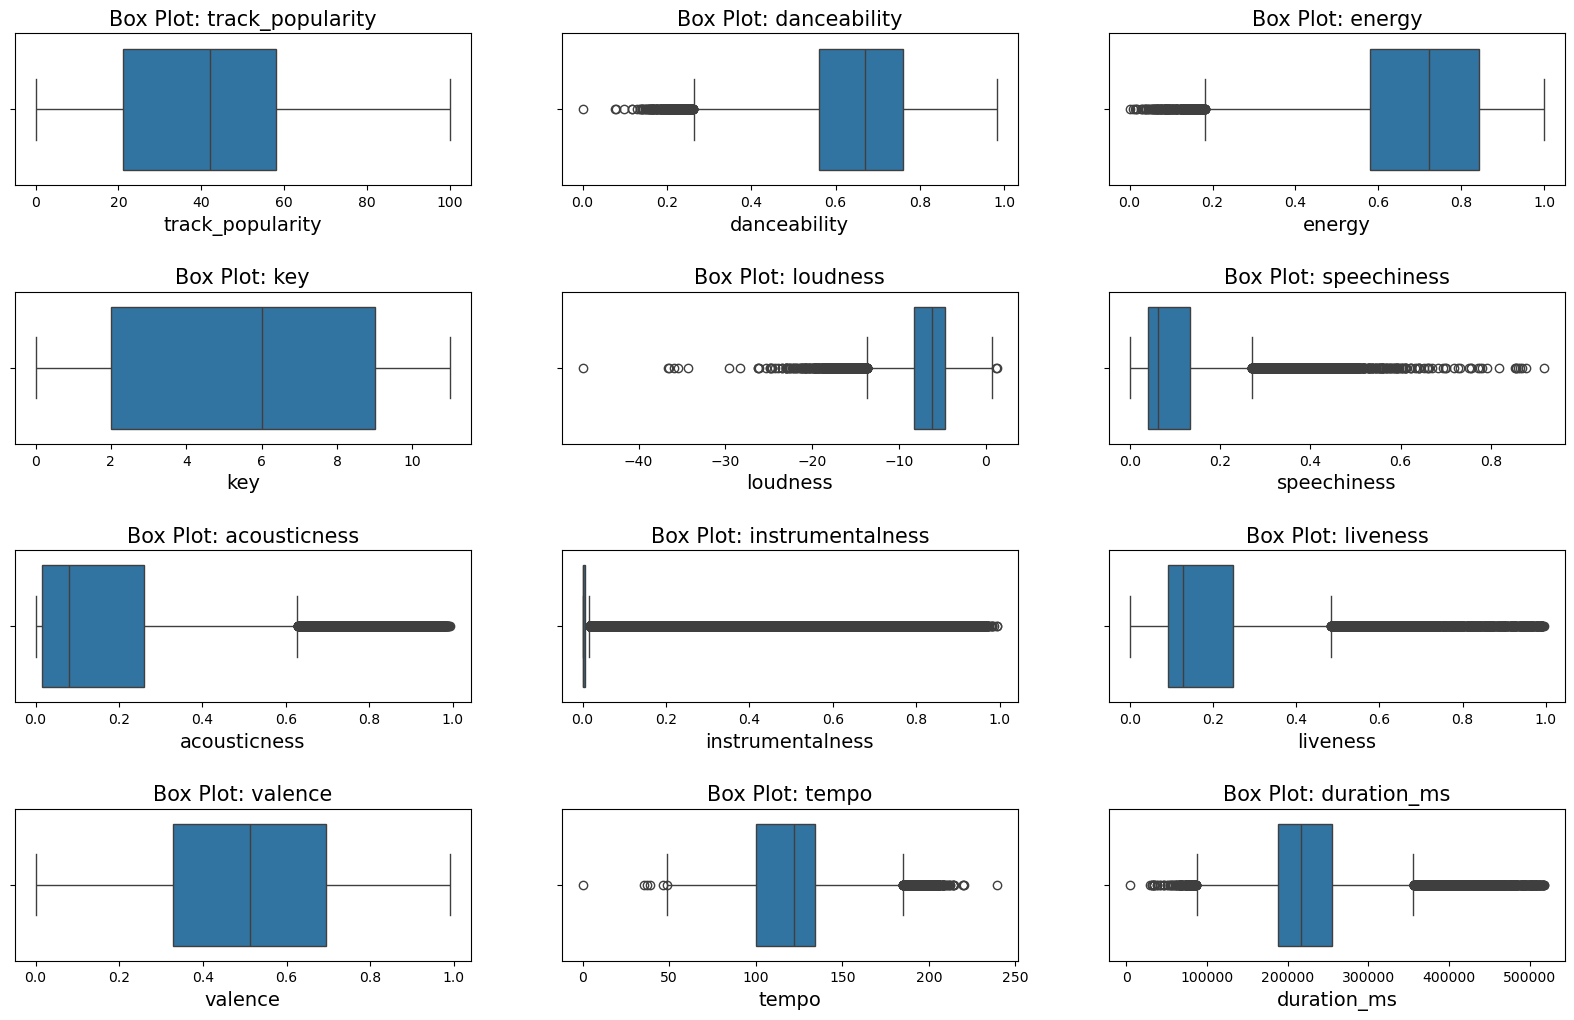 Box Plot: track_popularity
0 20 40 60 80 100
track_popularity
Box Plot: danceability
0.0 0.2 0.4 0.6 0.8 1.0
danceability
Box Plot: energy
0.0 0.2 0.4 0.6 0.8 1.0
energy
Box Plot: key
0 2 4 6 8 10
key
Box Plot: loudness
−40 −30 −20 −10 0
loudness
Box Plot: speechiness
0.0 0.2 0.4 0.6 0.8
speechiness
Box Plot: acousticness
0.0 0.2 0.4 0.6 0.8 1.0
acousticness
Box Plot: instrumentalness
0.0 0.2 0.4 0.6 0.8 1.0
instrumentalness
Box Plot: liveness
0.0 0.2 0.4 0.6 0.8 1.0
liveness
Box Plot: valence
0.0 0.2 0.4 0.6 0.8 1.0
valence
Box Plot: tempo
0 50 100 150 200 250
tempo
Box Plot: duration_ms
0 100000 200000 300000 400000 500000
duration_ms